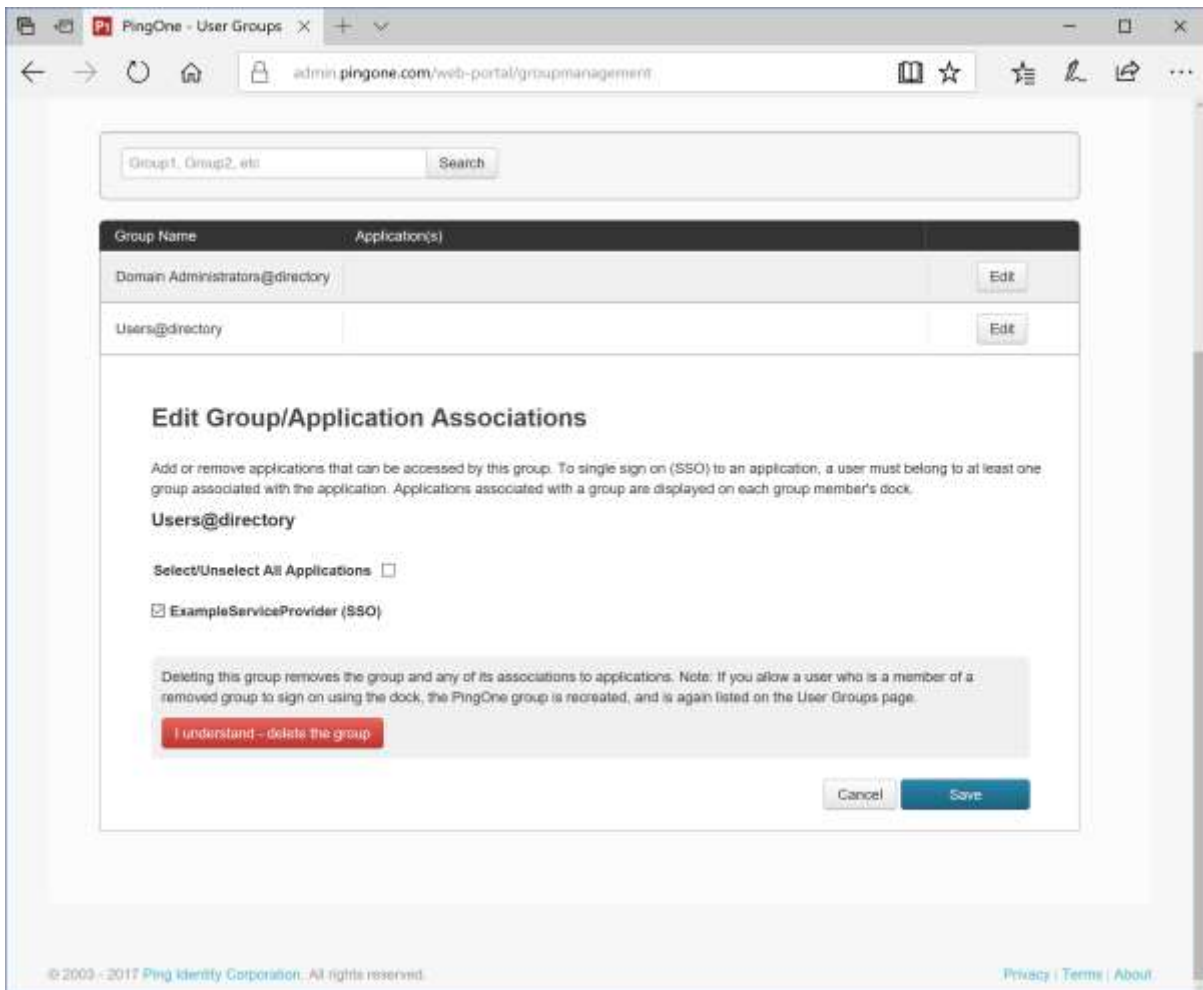 PingOne - User Groups
admin.pingone.com/web-portal/groupmanagement
Group1, Group2, etc
Search
Group Name Application(s)
Domain Administrators@directory Edit
Users@directory Edit
Edit Group/Application Associations
Add or remove applications that can be accessed by this group. To single sign on (SSO) to an application, a user must belong to at least one
group associated with the application. Applications associated with a group are displayed on each group member's dock.
Users@directory
Select/Unselect All Applications
ExampleServiceProvider (SSO)
Deleting this group removes the group and any of its associations to applications. Note: If you allow a user who is a member of a
removed group to sign on using the dock, the PingOne group is recreated, and is again listed on the User Groups page.
I understand - delete the group
Cancel Save
© 2003 - 2017 Ping Identity Corporation. All rights reserved. Privacy | Terms | About